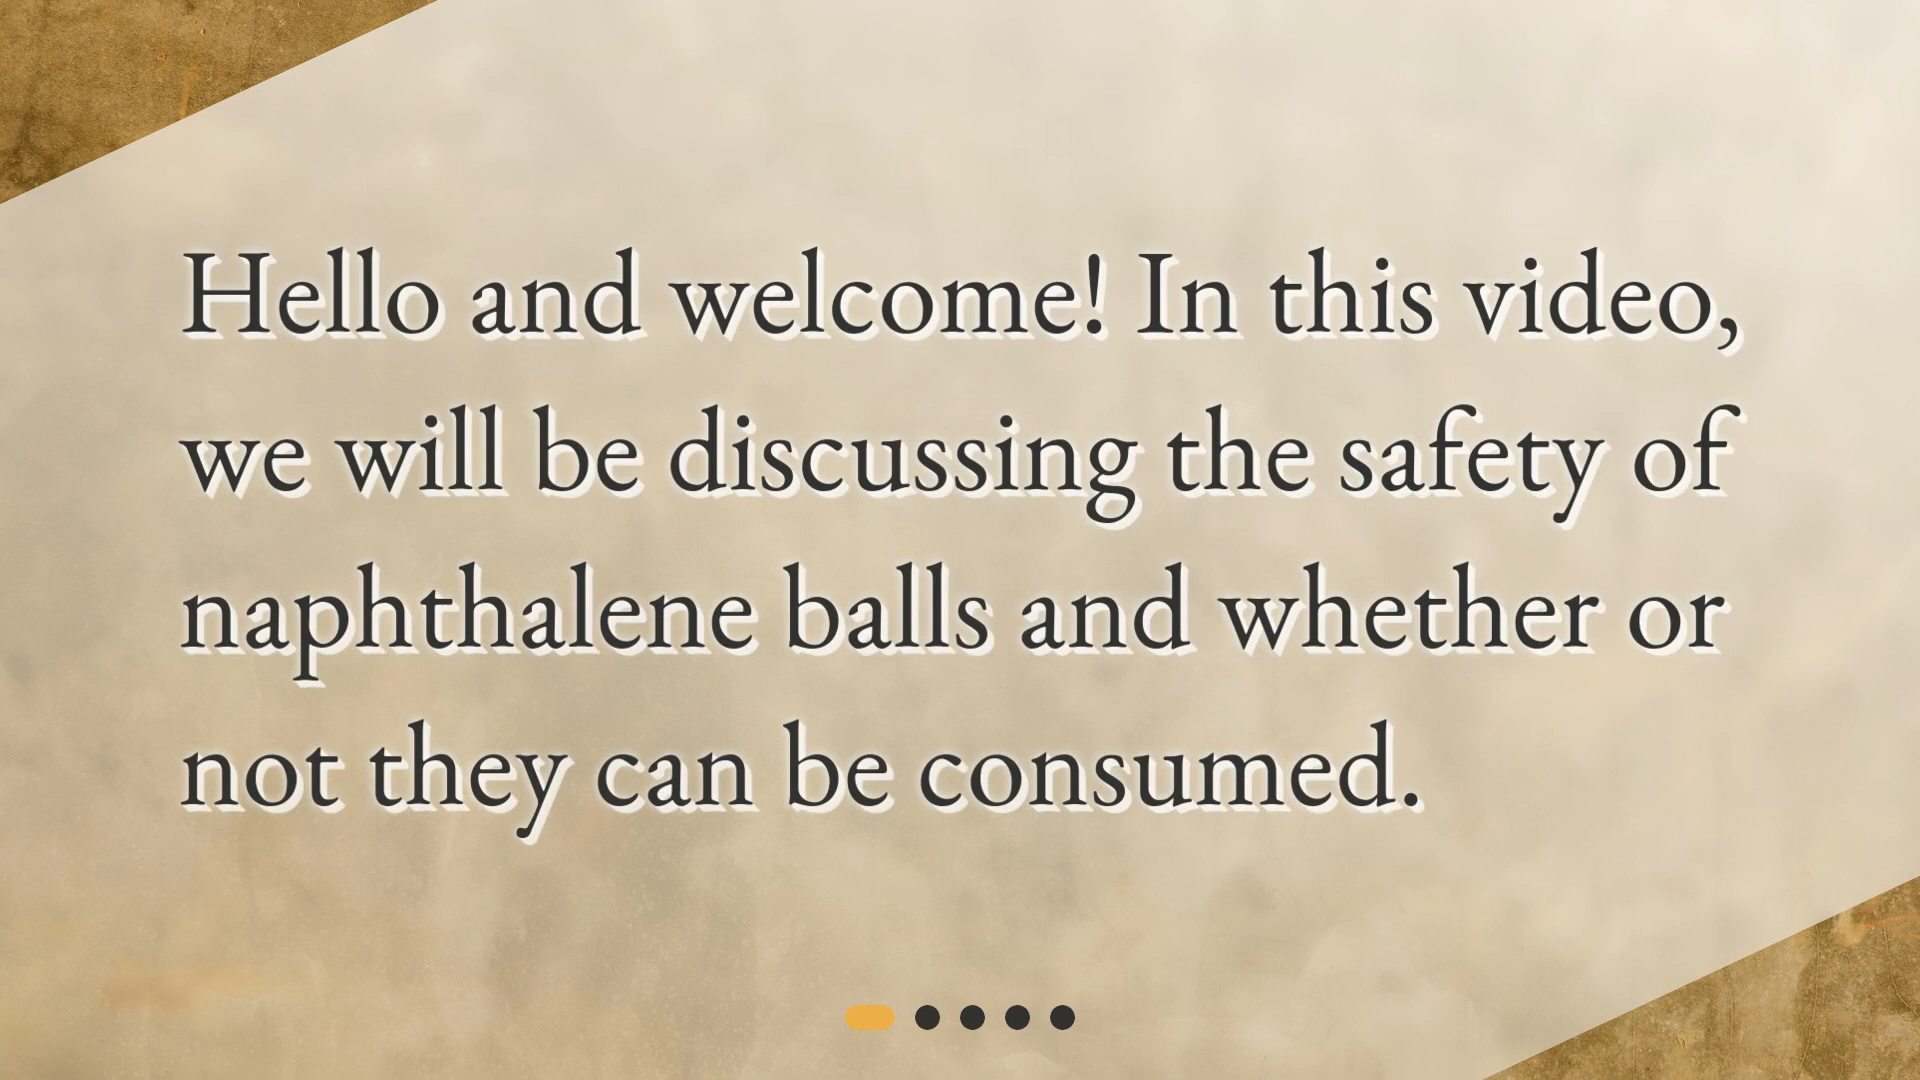 Hello and welcome! In this video,
we will be discussing the safety of
naphthalene balls and whether or
not they can be consumed.